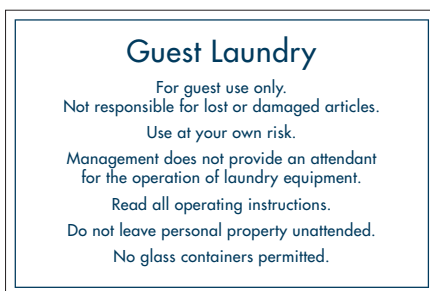 Guest Laundry
For guest use only.
Not responsible for lost or damaged articles.
Use at your own risk.
Management does not provide an attendant
for the operation of laundry equipment.
Read all operating instructions.
Do not leave personal property unattended.
No glass containers permitted.